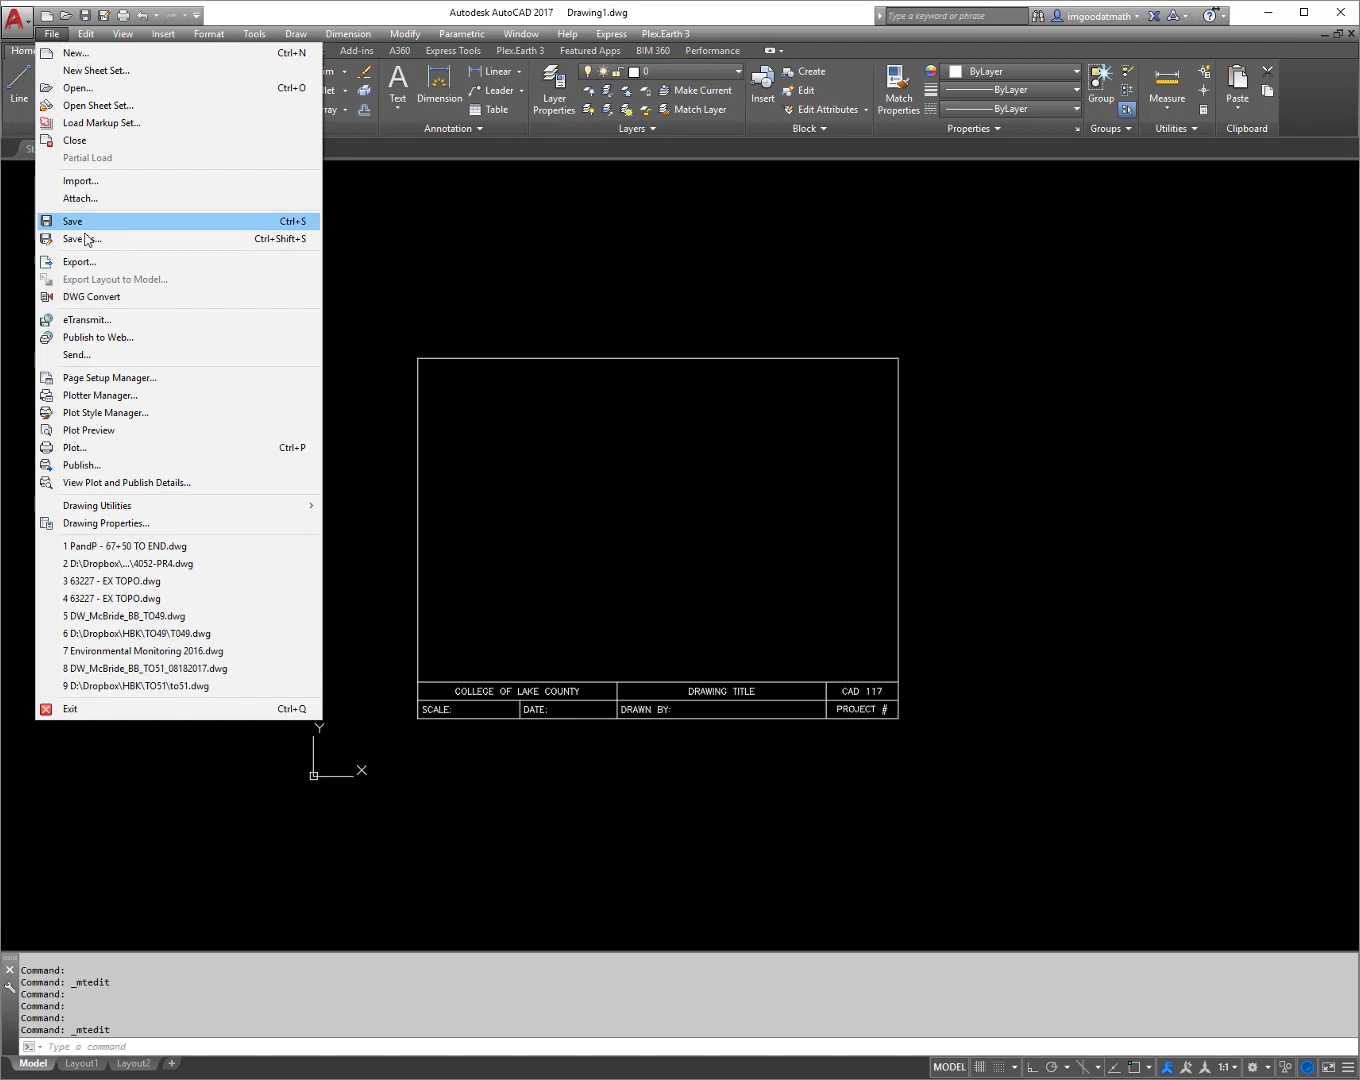 Autodesk AutoCAD 2017 Drawing1.dwg
Type a keyword or phrase
imgoodatmath
File Edit View Insert Format Tools Draw Dimension Modify Parametric Window Help Express Plex.Earth 3
Add-ins A360 Express Tools Plex.Earth 3 Featured Apps BIM 360 Performance
Line
Text
Dimension
Linear
Leader
Table
Annotation
Layer Properties
0
Make Current
Match Layer
Layers
Insert
Create
Edit
Edit Attributes
Block
Match Properties
ByLayer
ByLayer
ByLayer
Properties
Group
Groups
Measure
Utilities
Paste
Clipboard
New... Ctrl+N
New Sheet Set...
Open... Ctrl+O
Open Sheet Set...
Load Markup Set...
Close
Partial Load
Import...
Attach...
Save Ctrl+S
Save s... Ctrl+Shift+S
Export...
Export Layout to Model...
DWG Convert
eTransmit...
Publish to Web...
Send...
Page Setup Manager...
Plotter Manager...
Plot Style Manager...
Plot Preview
Plot... Ctrl+P
Publish...
View Plot and Publish Details...
Drawing Utilities
Drawing Properties...
1 PandP - 67+50 TO END.dwg
2 D:\Dropbox\...\4052-PR4.dwg
3 63227 - EX TOPO.dwg
4 63227 - EX TOPO.dwg
5 DW_McBride_BB_TO49.dwg
6 D:\Dropbox\HBK\TO49\T049.dwg
7 Environmental Monitoring 2016.dwg
8 DW_McBride_BB_TO51_08182017.dwg
9 D:\Dropbox\HBK\TO51\to51.dwg
Exit Ctrl+Q
COLLEGE OF LAKE COUNTY DRAWING TITLE CAD 117
SCALE: DATE: DRAWN BY: PROJECT #
Y
X
Command:
Command: _mtedit
Command:
Command:
Command:
Command: _mtedit
Type a command
Model Layout1 Layout2 +
MODEL
1:1